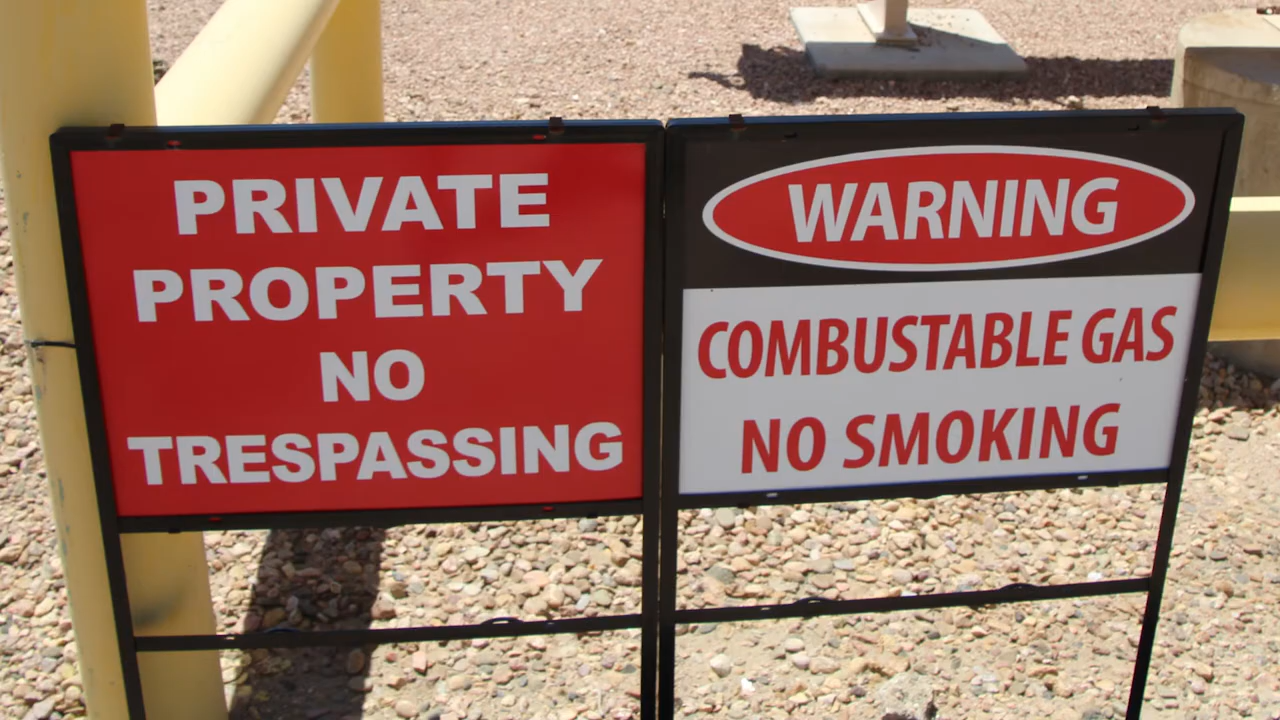 PRIVATE
PROPERTY
NO
TRESPASSING
WARNING
COMBUSTABLE GAS
NO SMOKING